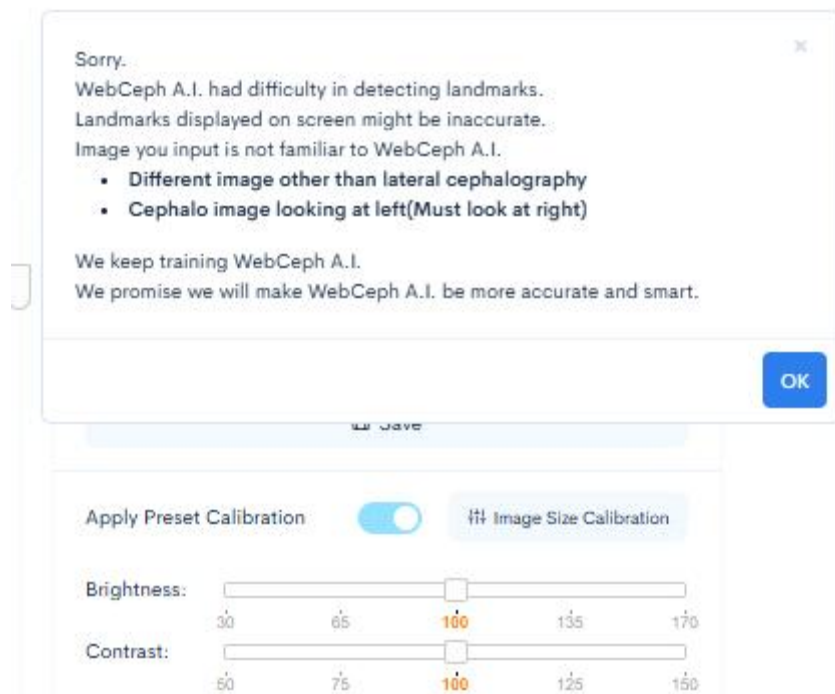 Sorry.
WebCeph A.I. had difficulty in detecting landmarks.
Landmarks displayed on screen might be inaccurate.
Image you input is not familiar to WebCeph A.I.
• Different image other than lateral cephalography
• Cephalo image looking at left(Must look at right)
We keep training WebCeph A.I.
We promise we will make WebCeph A.I. be more accurate and smart.
OK
Save
Apply Preset Calibration
Image Size Calibration
Brightness:
30 65 100 135 170
Contrast:
50 75 100 125 150